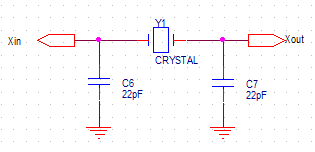 Y1
Xin
Xout
CRYSTAL
C6
22pF
C7
22pF